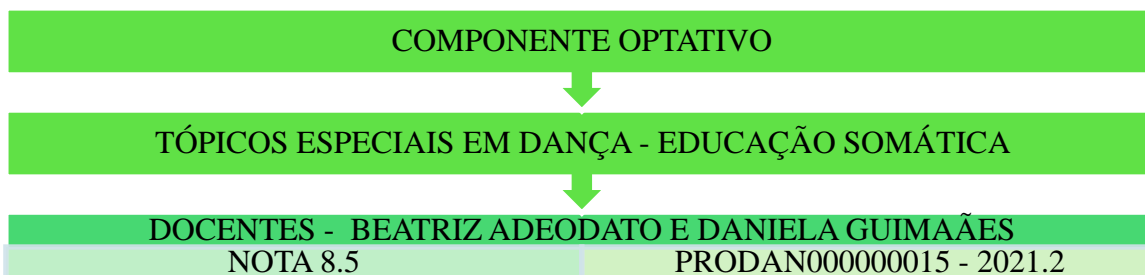 COMPONENTE OPTATIVO
TÓPICOS ESPECIAIS EM DANÇA - EDUCAÇÃO SOMÁTICA
DOCENTES - BEATRIZ ADEODATO E DANIELA GUIMAÃES
NOTA 8.5 PRODAN000000015 - 2021.2